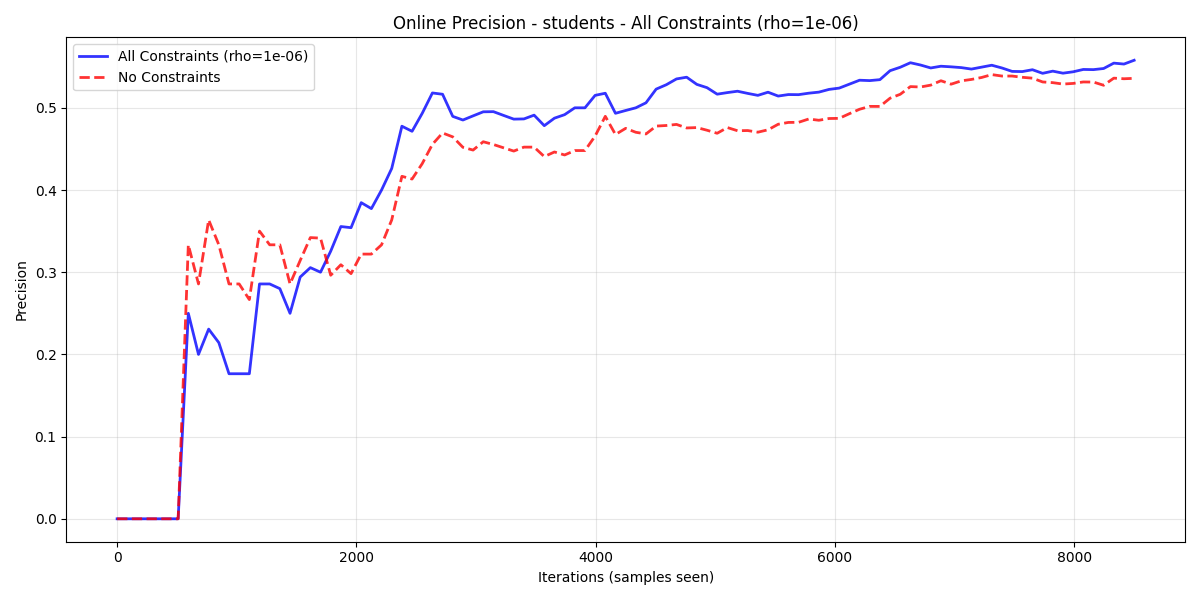 Online Precision - students - All Constraints (rho=1e-06)
All Constraints (rho=1e-06)
No Constraints
Precision
0.5
0.4
0.3
0.2
0.1
0.0
0 2000 4000 6000 8000
Iterations (samples seen)